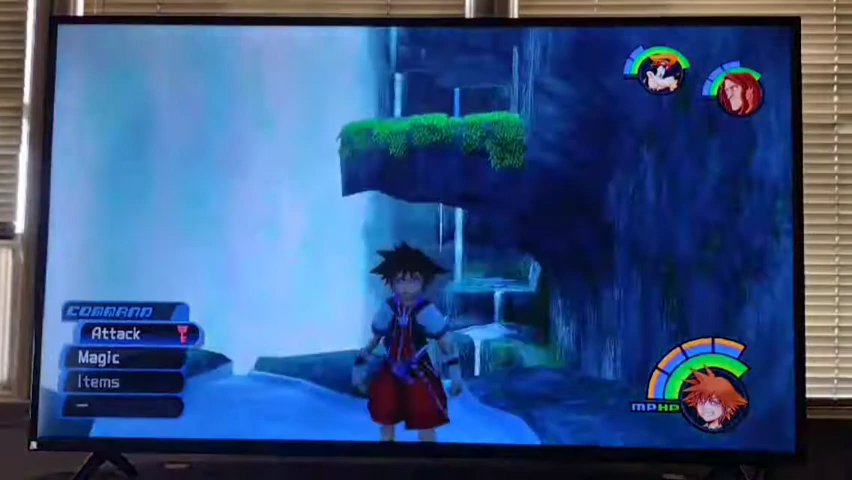 COMMAND
Attack
Magic
Items
MP HP